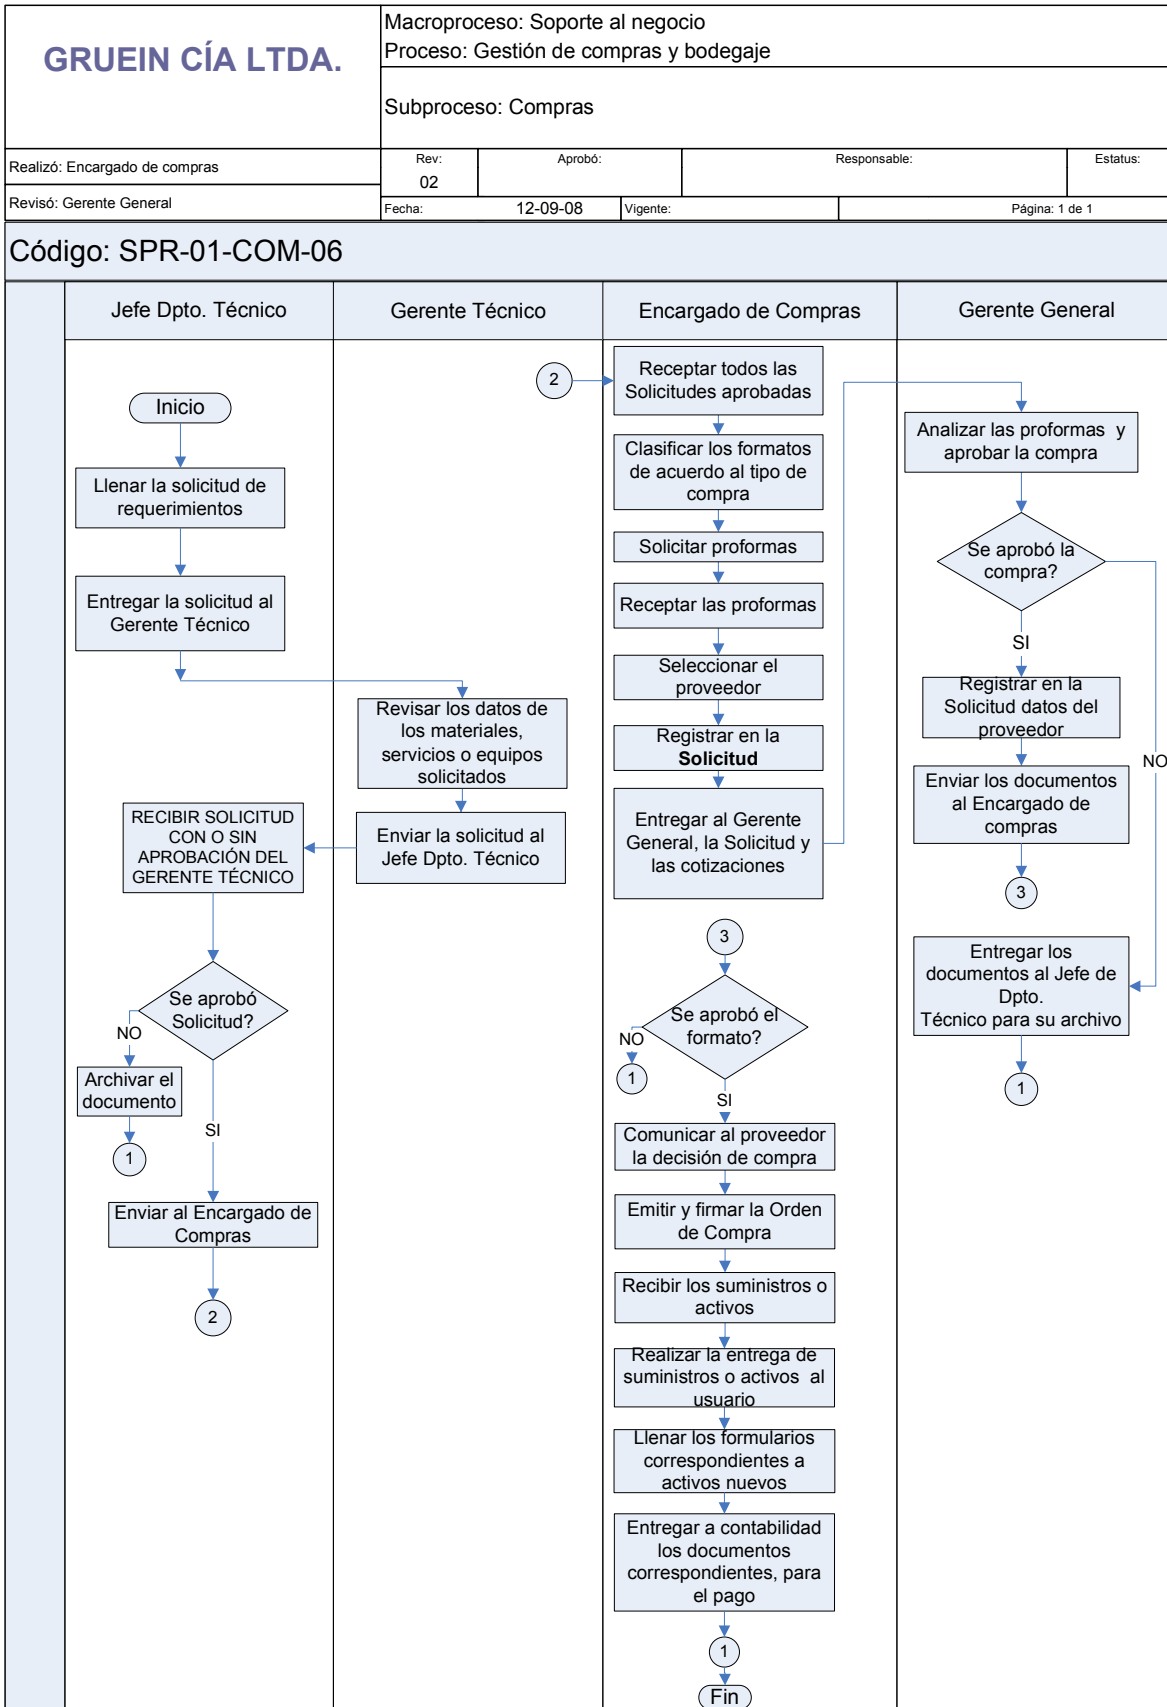 GRUEIN CÍA LTDA.
Macroproceso: Soporte al negocio
Proceso: Gestión de compras y bodegaje
Subproceso: Compras
Realizó: Encargado de compras
Revisó: Gerente General
Rev:
02
Aprobó:
Responsable:
Estatus:
Fecha:
12-09-08
Vigente:
Página: 1 de 1
Código: SPR-01-COM-06
Jefe Dpto. Técnico
Gerente Técnico
Encargado de Compras
Gerente General
Inicio
Llenar la solicitud de
requerimientos
Entregar la solicitud al
Gerente Técnico
Revisar los datos de
los materiales,
servicios o equipos
solicitados
Enviar la solicitud al
Jefe Dpto. Técnico
RECIBIR SOLICITUD
CON O SIN
APROBACIÓN DEL
GERENTE TÉCNICO
Se aprobó
Solicitud?
NO
Archivar el
documento
1
SI
Enviar al Encargado de
Compras
2
2
Receptar todos las
Solicitudes aprobadas
Clasificar los formatos
de acuerdo al tipo de
compra
Solicitar proformas
Receptar las proformas
Seleccionar el
proveedor
Registrar en la
Solicitud
Entregar al Gerente
General, la Solicitud y
las cotizaciones
3
Se aprobó el
formato?
NO
1
SI
Comunicar al proveedor
la decisión de compra
Emitir y firmar la Orden
de Compra
Recibir los suministros o
activos
Realizar la entrega de
suministros o activos al
usuario
Llenar los formularios
correspondientes a
activos nuevos
Entregar a contabilidad
los documentos
correspondientes, para
el pago
1
Fin
Analizar las proformas y
aprobar la compra
Se aprobó la
compra?
SI
NO
Registrar en la
Solicitud datos del
proveedor
Enviar los documentos
al Encargado de
compras
3
Entregar los
documentos al Jefe de
Dpto.
Técnico para su archivo
1